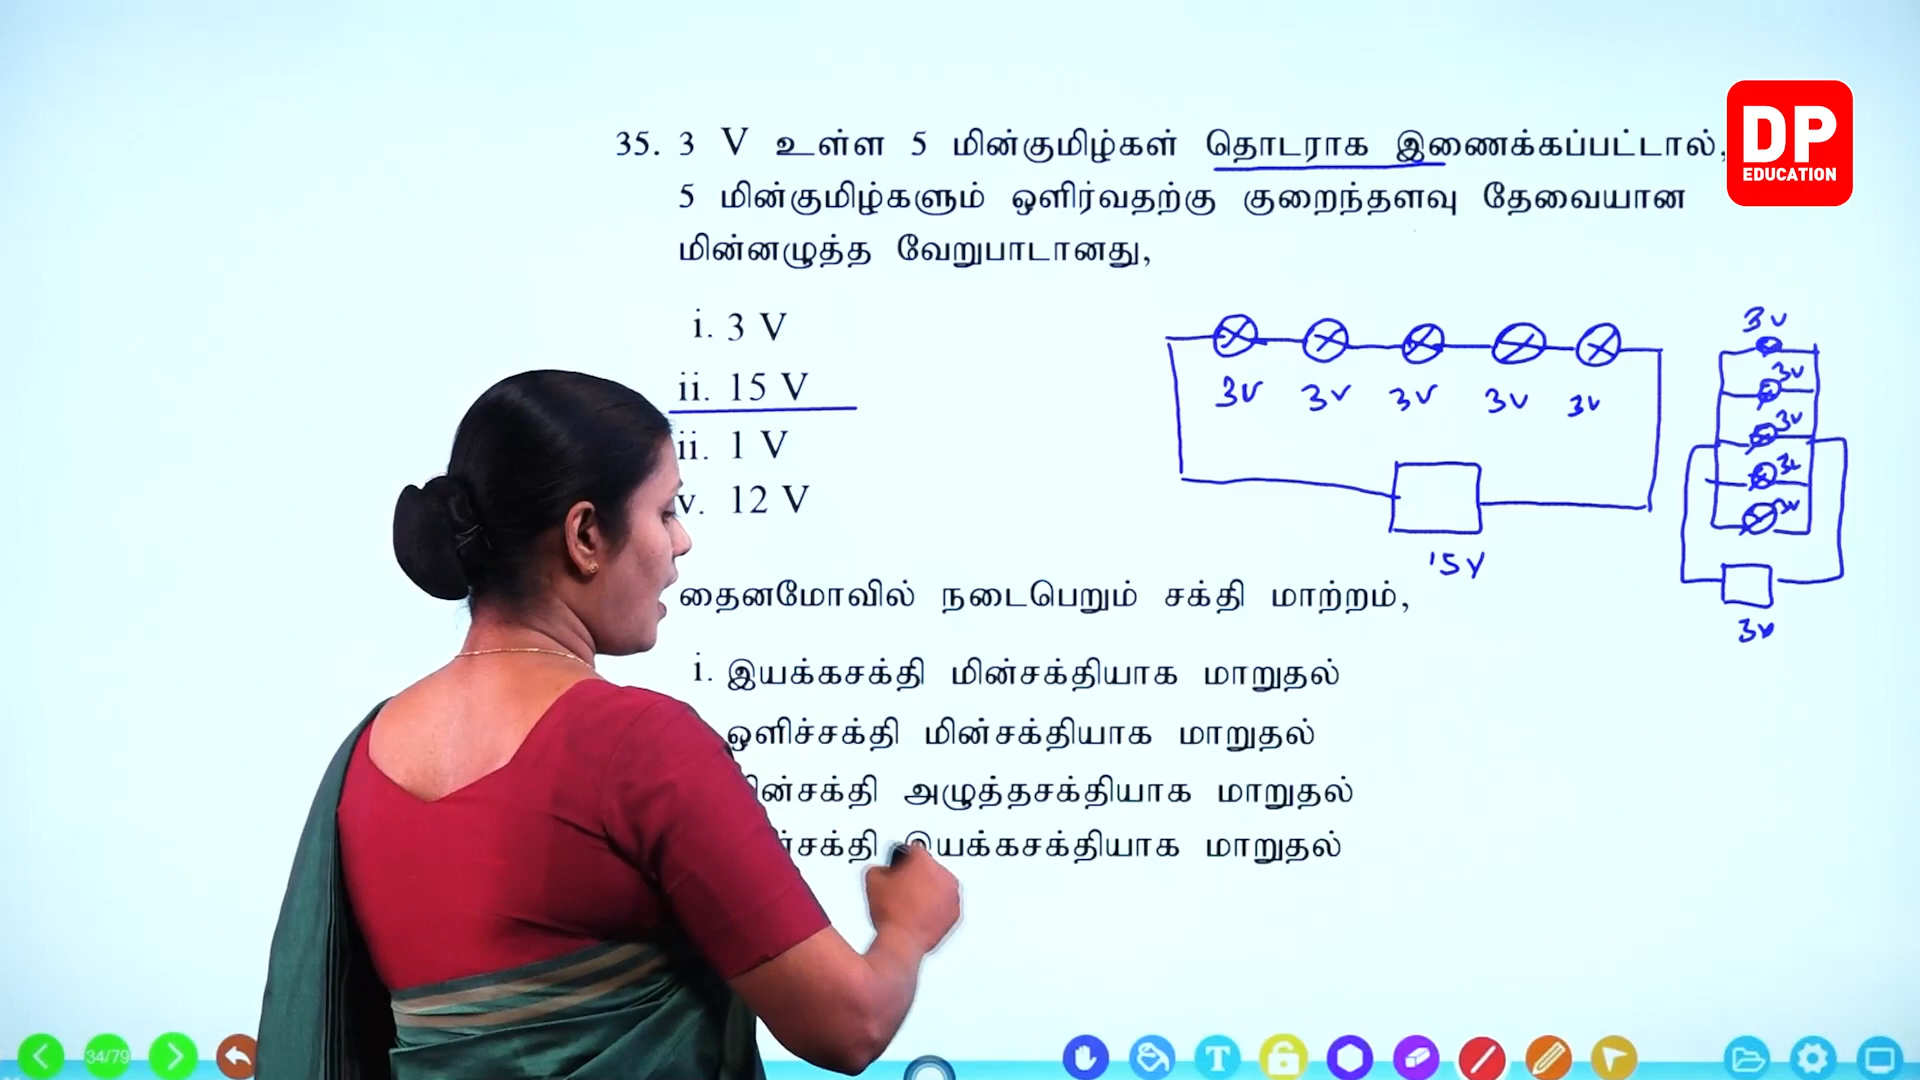 DP
EDUCATION
35. 3 V உள்ள 5 மின்குமிழ்கள் தொடராக இணைக்கப்பட்டால்,
5 மின்குமிழ்களும் ஒளிர்வதற்கு குறைந்தளவு தேவையான
மின்னழுத்த வேறுபாடானது,
i. 3 V
ii. 15 V
ii. 1 V
v. 12 V
3V 3V 3V 3V 3V
15V
3V
3V
3V
3V
3V
3V
தைனமோவில் நடைபெறும் சக்தி மாற்றம்,
i. இயக்கசக்தி மின்சக்தியாக மாறுதல்
ஒளிச்சக்தி மின்சக்தியாக மாறுதல்
அழுத்தசக்தியாக மாறுதல்
இயக்கசக்தியாக மாறுதல்
34/79
T